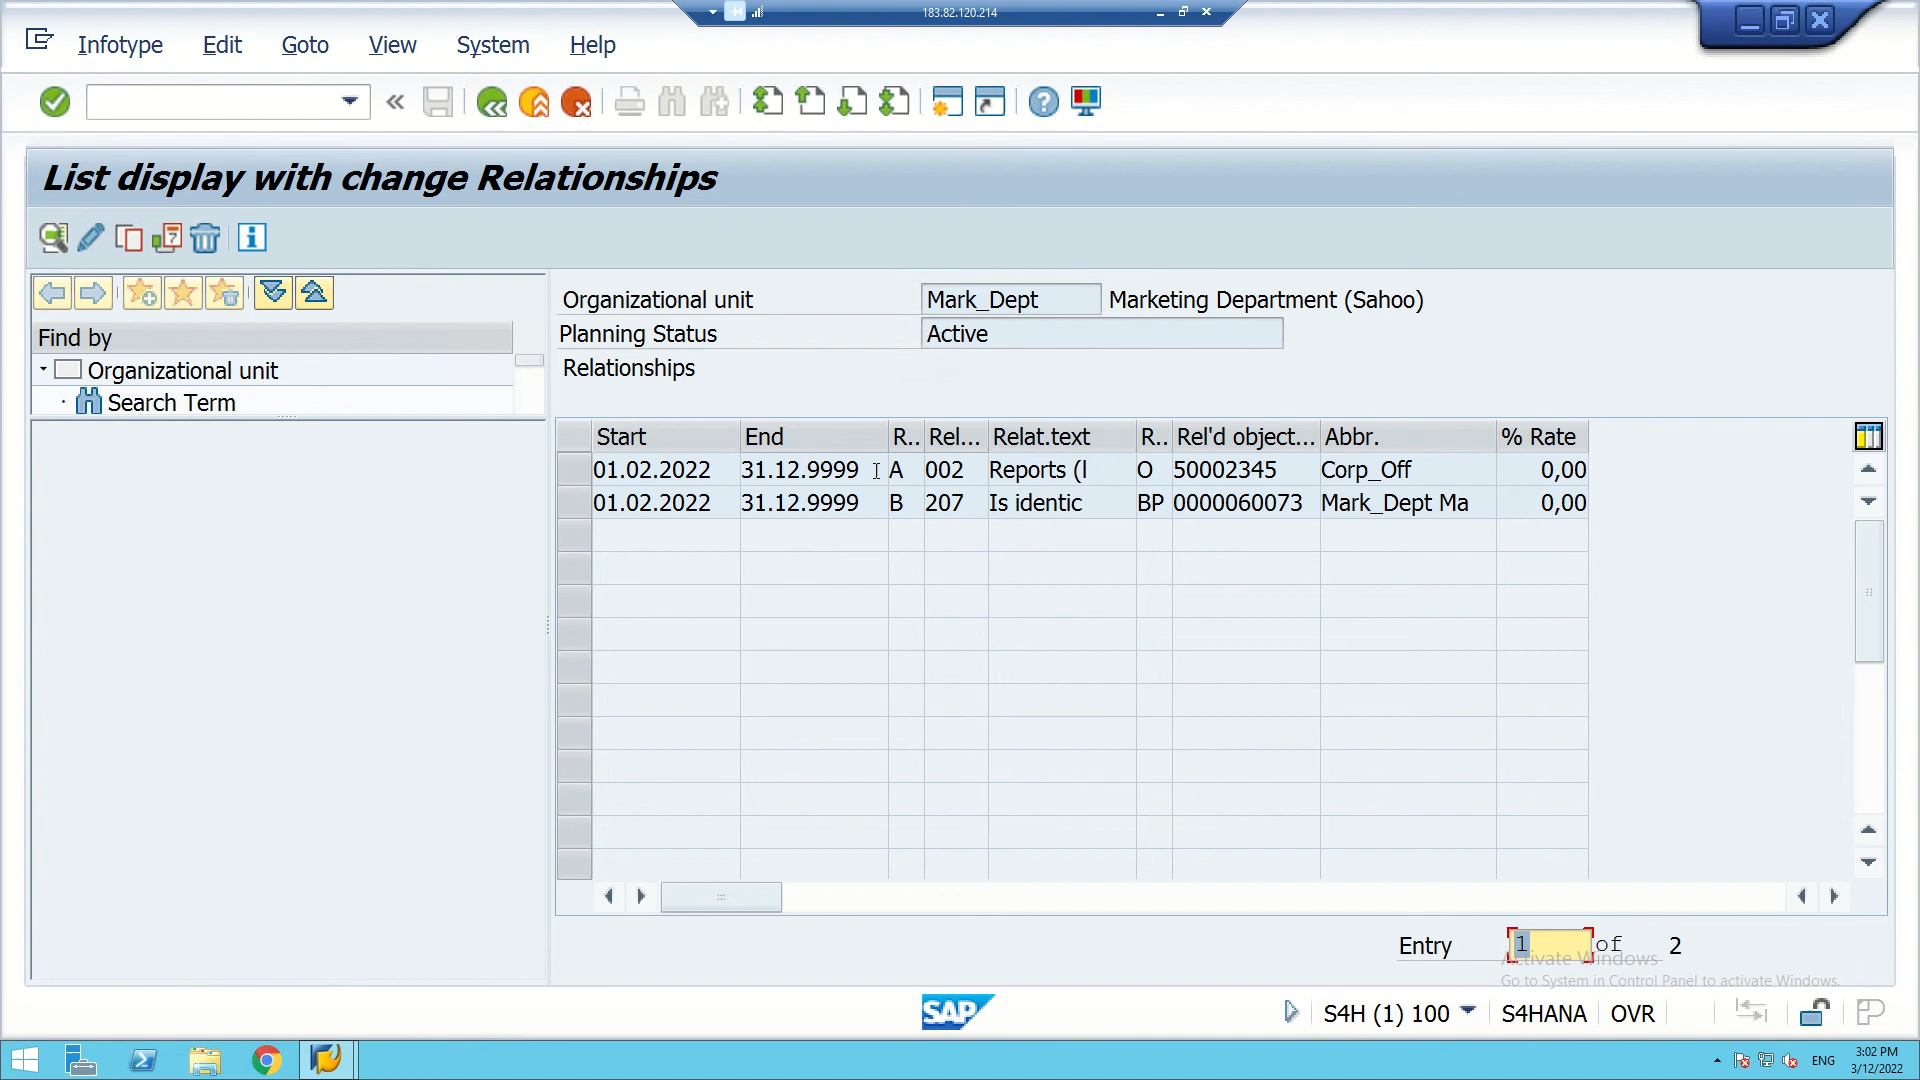 183.82.120.214
Infotype Edit Goto View System Help
List display with change Relationships
Find by
Organizational unit
Search Term
Organizational unit Mark_Dept Marketing Department (Sahoo)
Planning Status Active
Relationships
Start End R.. Rel... Relat.text R.. Rel'd object... Abbr. % Rate
01.02.2022 31.12.9999 A 002 Reports (l O 50002345 Corp_Off 0,00
01.02.2022 31.12.9999 B 207 Is identic BP 0000060073 Mark_Dept Ma 0,00
Entry 1 of 2
Activate Windows
Go to System in Control Panel to activate Windows.
SAP
S4H (1) 100 S4HANA OVR
ENG
3:02 PM
3/12/2022